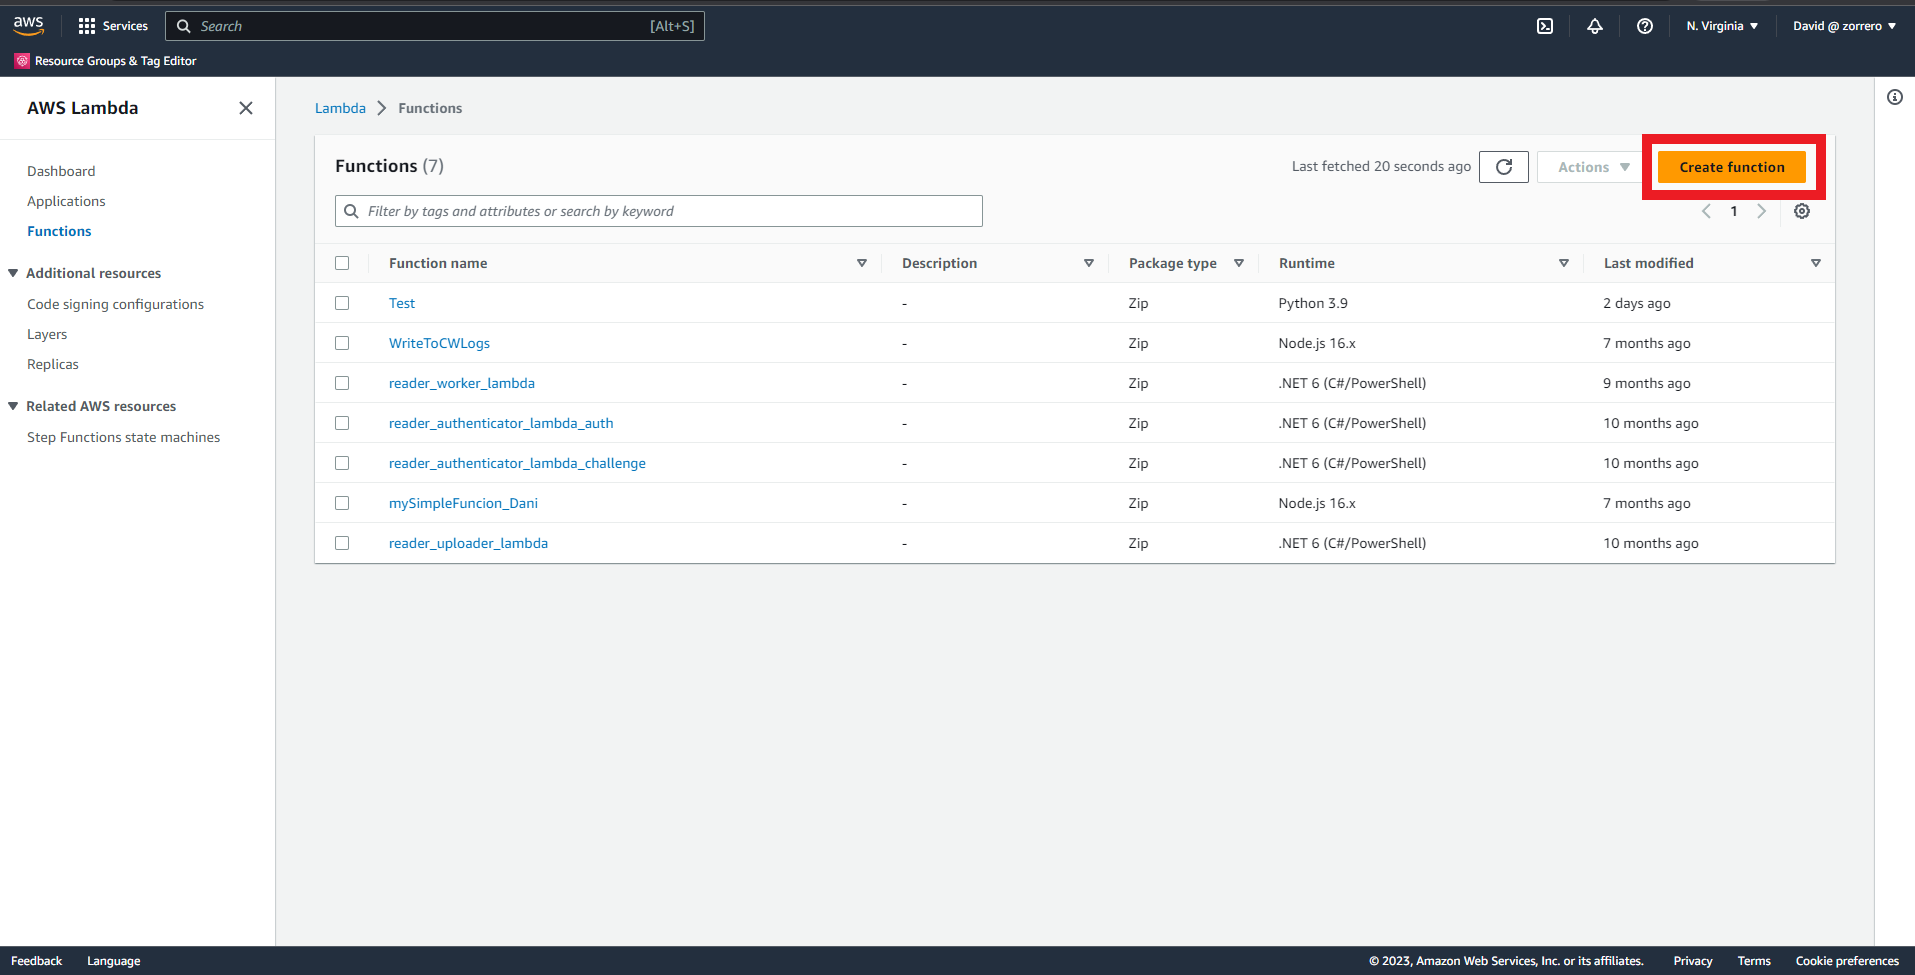 aws Services Search [Alt+S] N. Virginia David @ zorrero
Resource Groups & Tag Editor
AWS Lambda
Dashboard
Applications
Functions
Additional resources
Code signing configurations
Layers
Replicas
Related AWS resources
Step Functions state machines
Lambda Functions
Functions (7) Last fetched 20 seconds ago Actions Create function
Filter by tags and attributes or search by keyword 1
Function name Description Package type Runtime Last modified
Test - Zip Python 3.9 2 days ago
WriteToCWLogs - Zip Node.js 16.x 7 months ago
reader_worker_lambda - Zip .NET 6 (C#/PowerShell) 9 months ago
reader_authenticator_lambda_auth - Zip .NET 6 (C#/PowerShell) 10 months ago
reader_authenticator_lambda_challenge - Zip .NET 6 (C#/PowerShell) 10 months ago
mySimpleFuncion_Dani - Zip Node.js 16.x 7 months ago
reader_uploader_lambda - Zip .NET 6 (C#/PowerShell) 10 months ago
Feedback Language © 2023, Amazon Web Services, Inc. or its affiliates. Privacy Terms Cookie preferences